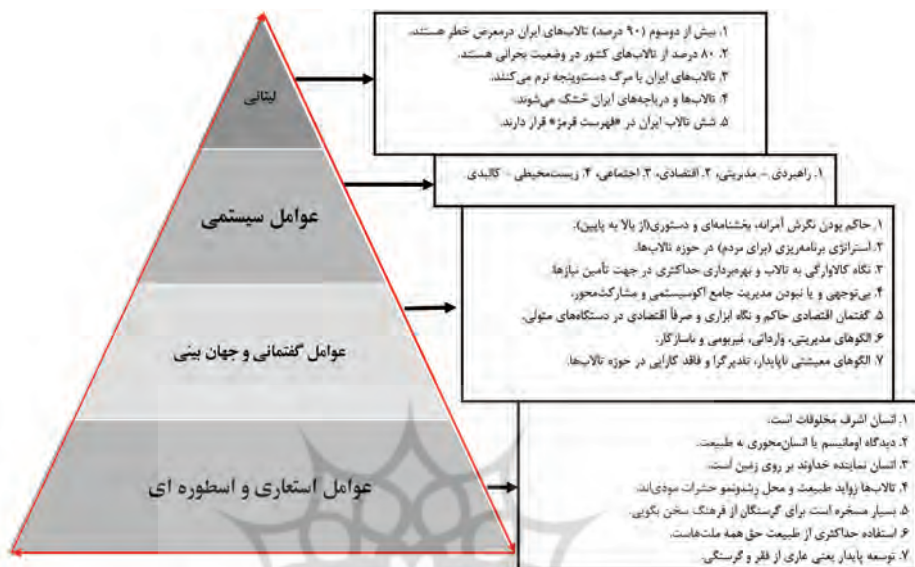 ۱. بیش از دوسوم (۹۰ درصد) تالاب‌های ایران درمعرض خطر هستند.
۲. ۸۰ درصد از تالاب‌های کشور در وضعیت بحرانی هستند.
۳. تالاب‌های ایران با مرگ دست‌وپنجه نرم می‌کنند.
۴. تالاب‌ها و دریاچه‌های ایران خشک می‌شوند.
۵. شش تالاب ایران در «فهرست قرمز» قرار دارند.
لیتانی
۱. راهبردی - مدیریتی، ۲. اقتصادی، ۳. اجتماعی، ۴. زیست‌محیطی - کالبدی.
عوامل سیستمی
۱. حاکم بودن نگرش آمرانه، بخشنامه‌ای و دستوری(از بالا به پایین).
۲. استراتژی برنامه‌ریزی (برای مردم) در حوزه تالاب‌ها.
۳. نگاه کالاوارگی به تالاب و بهره‌برداری حداکثری در جهت تأمین نیازها.
۴. بی‌توجهی و یا نبودن مدیریت جامع اکوسیستمی و مشارکت‌محور.
۵. گفتمان اقتصادی حاکم و نگاه ابزاری و صرفاً اقتصادی در دستگاه‌های متولی.
۶. الگوهای مدیریتی، وارداتی، غیربومی و ناسازگار.
۷. الگوهای معیشتی ناپایدار، تقدیرگرا و فاقد کارایی در حوزه تالاب‌ها.
عوامل گفتمانی و جهان بینی
۱. انسان اشرف مخلوقات است.
۲. دیدگاه اومانیسم یا انسان‌محوری به طبیعت.
۳. انسان نماینده خداوند بر روی زمین است.
۴. تالاب‌ها زواید طبیعت و محل رشدونمو حشرات موذی‌اند.
۵. بسیار مسخره است برای گرسنگان از فرهنگ سخن بگویی.
۶. استفاده حداکثری از طبیعت حق همه ملت‌هاست.
۷. توسعه پایدار یعنی عاری از فقر و گرسنگی.
عوامل استعاری و اسطوره ای